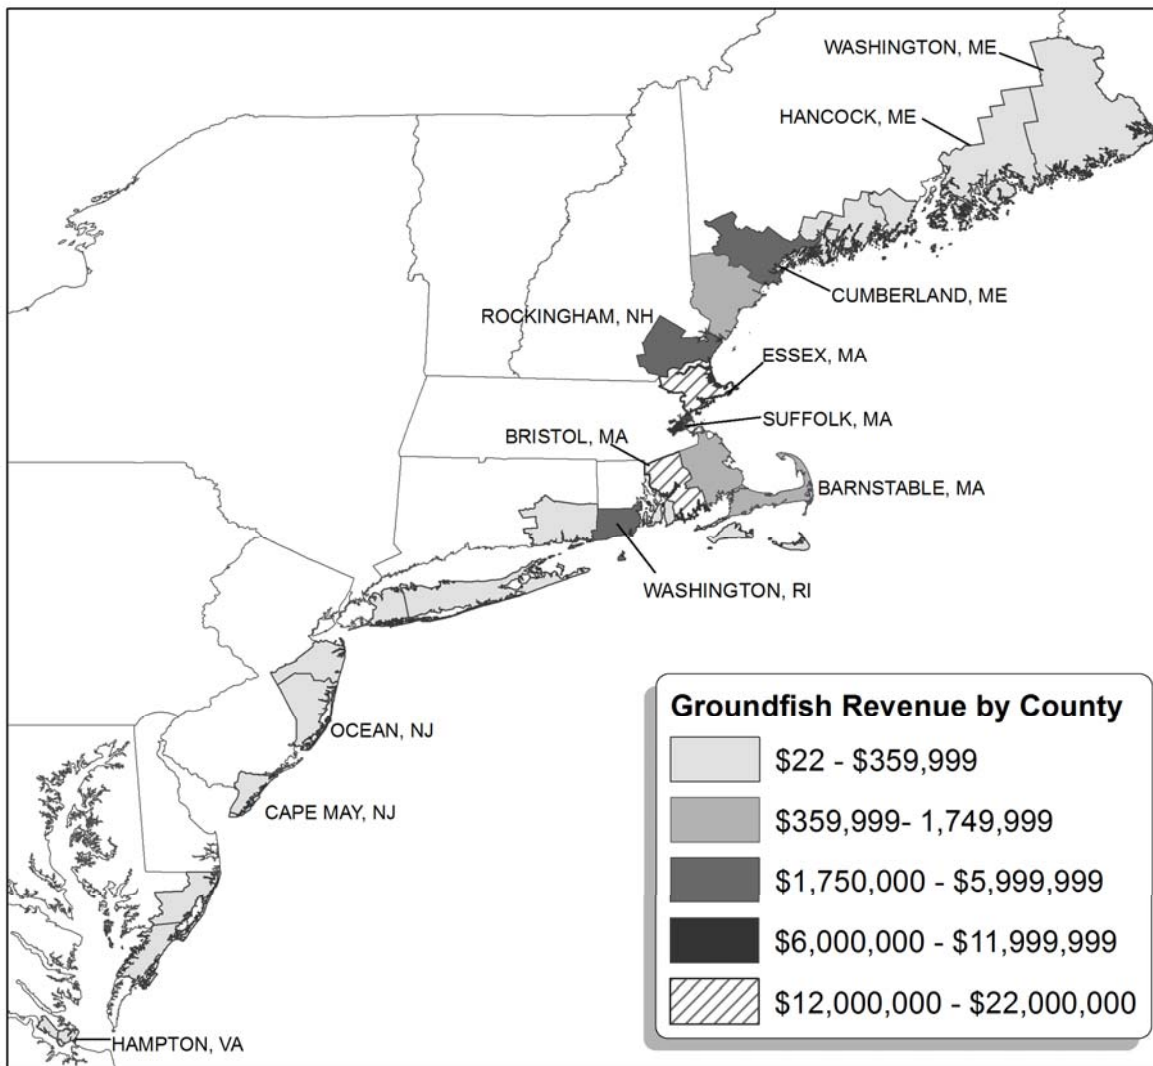 WASHINGTON, ME
HANCOCK, ME
CUMBERLAND, ME
ROCKINGHAM, NH
ESSEX, MA
SUFFOLK, MA
BRISTOL, MA
BARNSTABLE, MA
WASHINGTON, RI
OCEAN, NJ
CAPE MAY, NJ
HAMPTON, VA
Groundfish Revenue by County
$22 - $359,999
$359,999- 1,749,999
$1,750,000 - $5,999,999
$6,000,000 - $11,999,999
$12,000,000 - $22,000,000